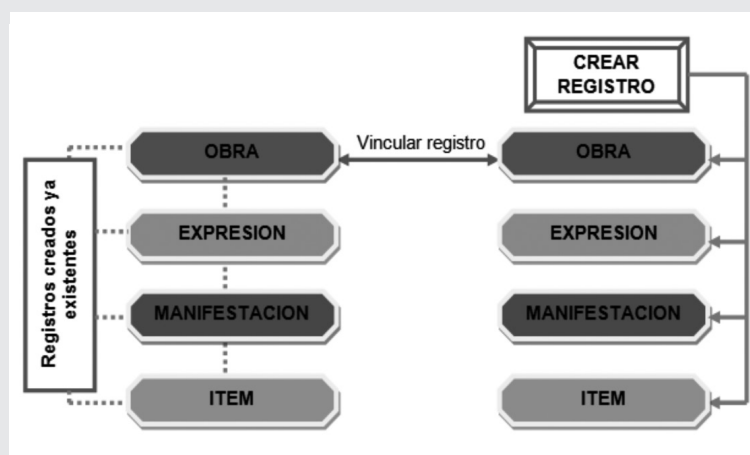 CREAR
REGISTRO
Vincular registro
OBRA
OBRA
EXPRESION
EXPRESION
MANIFESTACION
MANIFESTACION
ITEM
ITEM
Registros creados ya
existentes